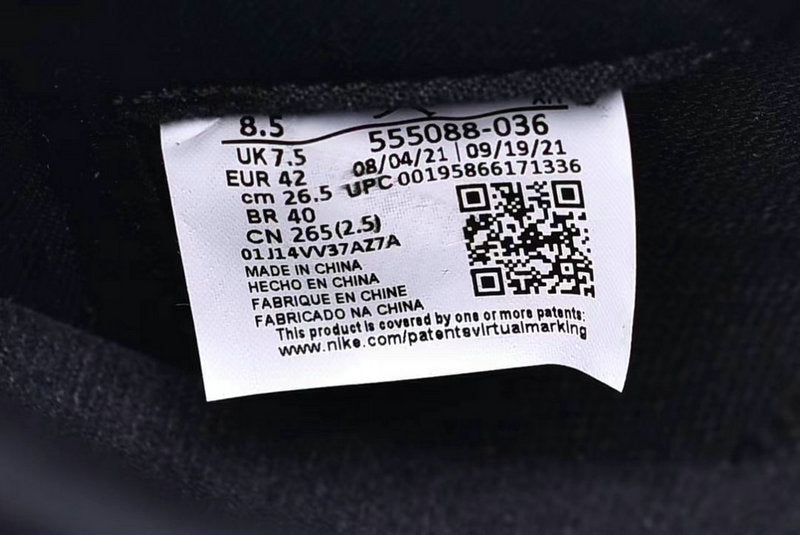 8.5
555088-036
UK 7.5
08/04/21 | 09/19/21
EUR 42
UPC 00195866171336
cm 26.5
BR 40
CN 265(2.5)
01J14VV37AZ7A
MADE IN CHINA
HECHO EN CHINA
FABRIQUE EN CHINE
FABRICADO NA CHINA
This product is covered by one or more patents:
www.nike.com/patentsvirtualmarking